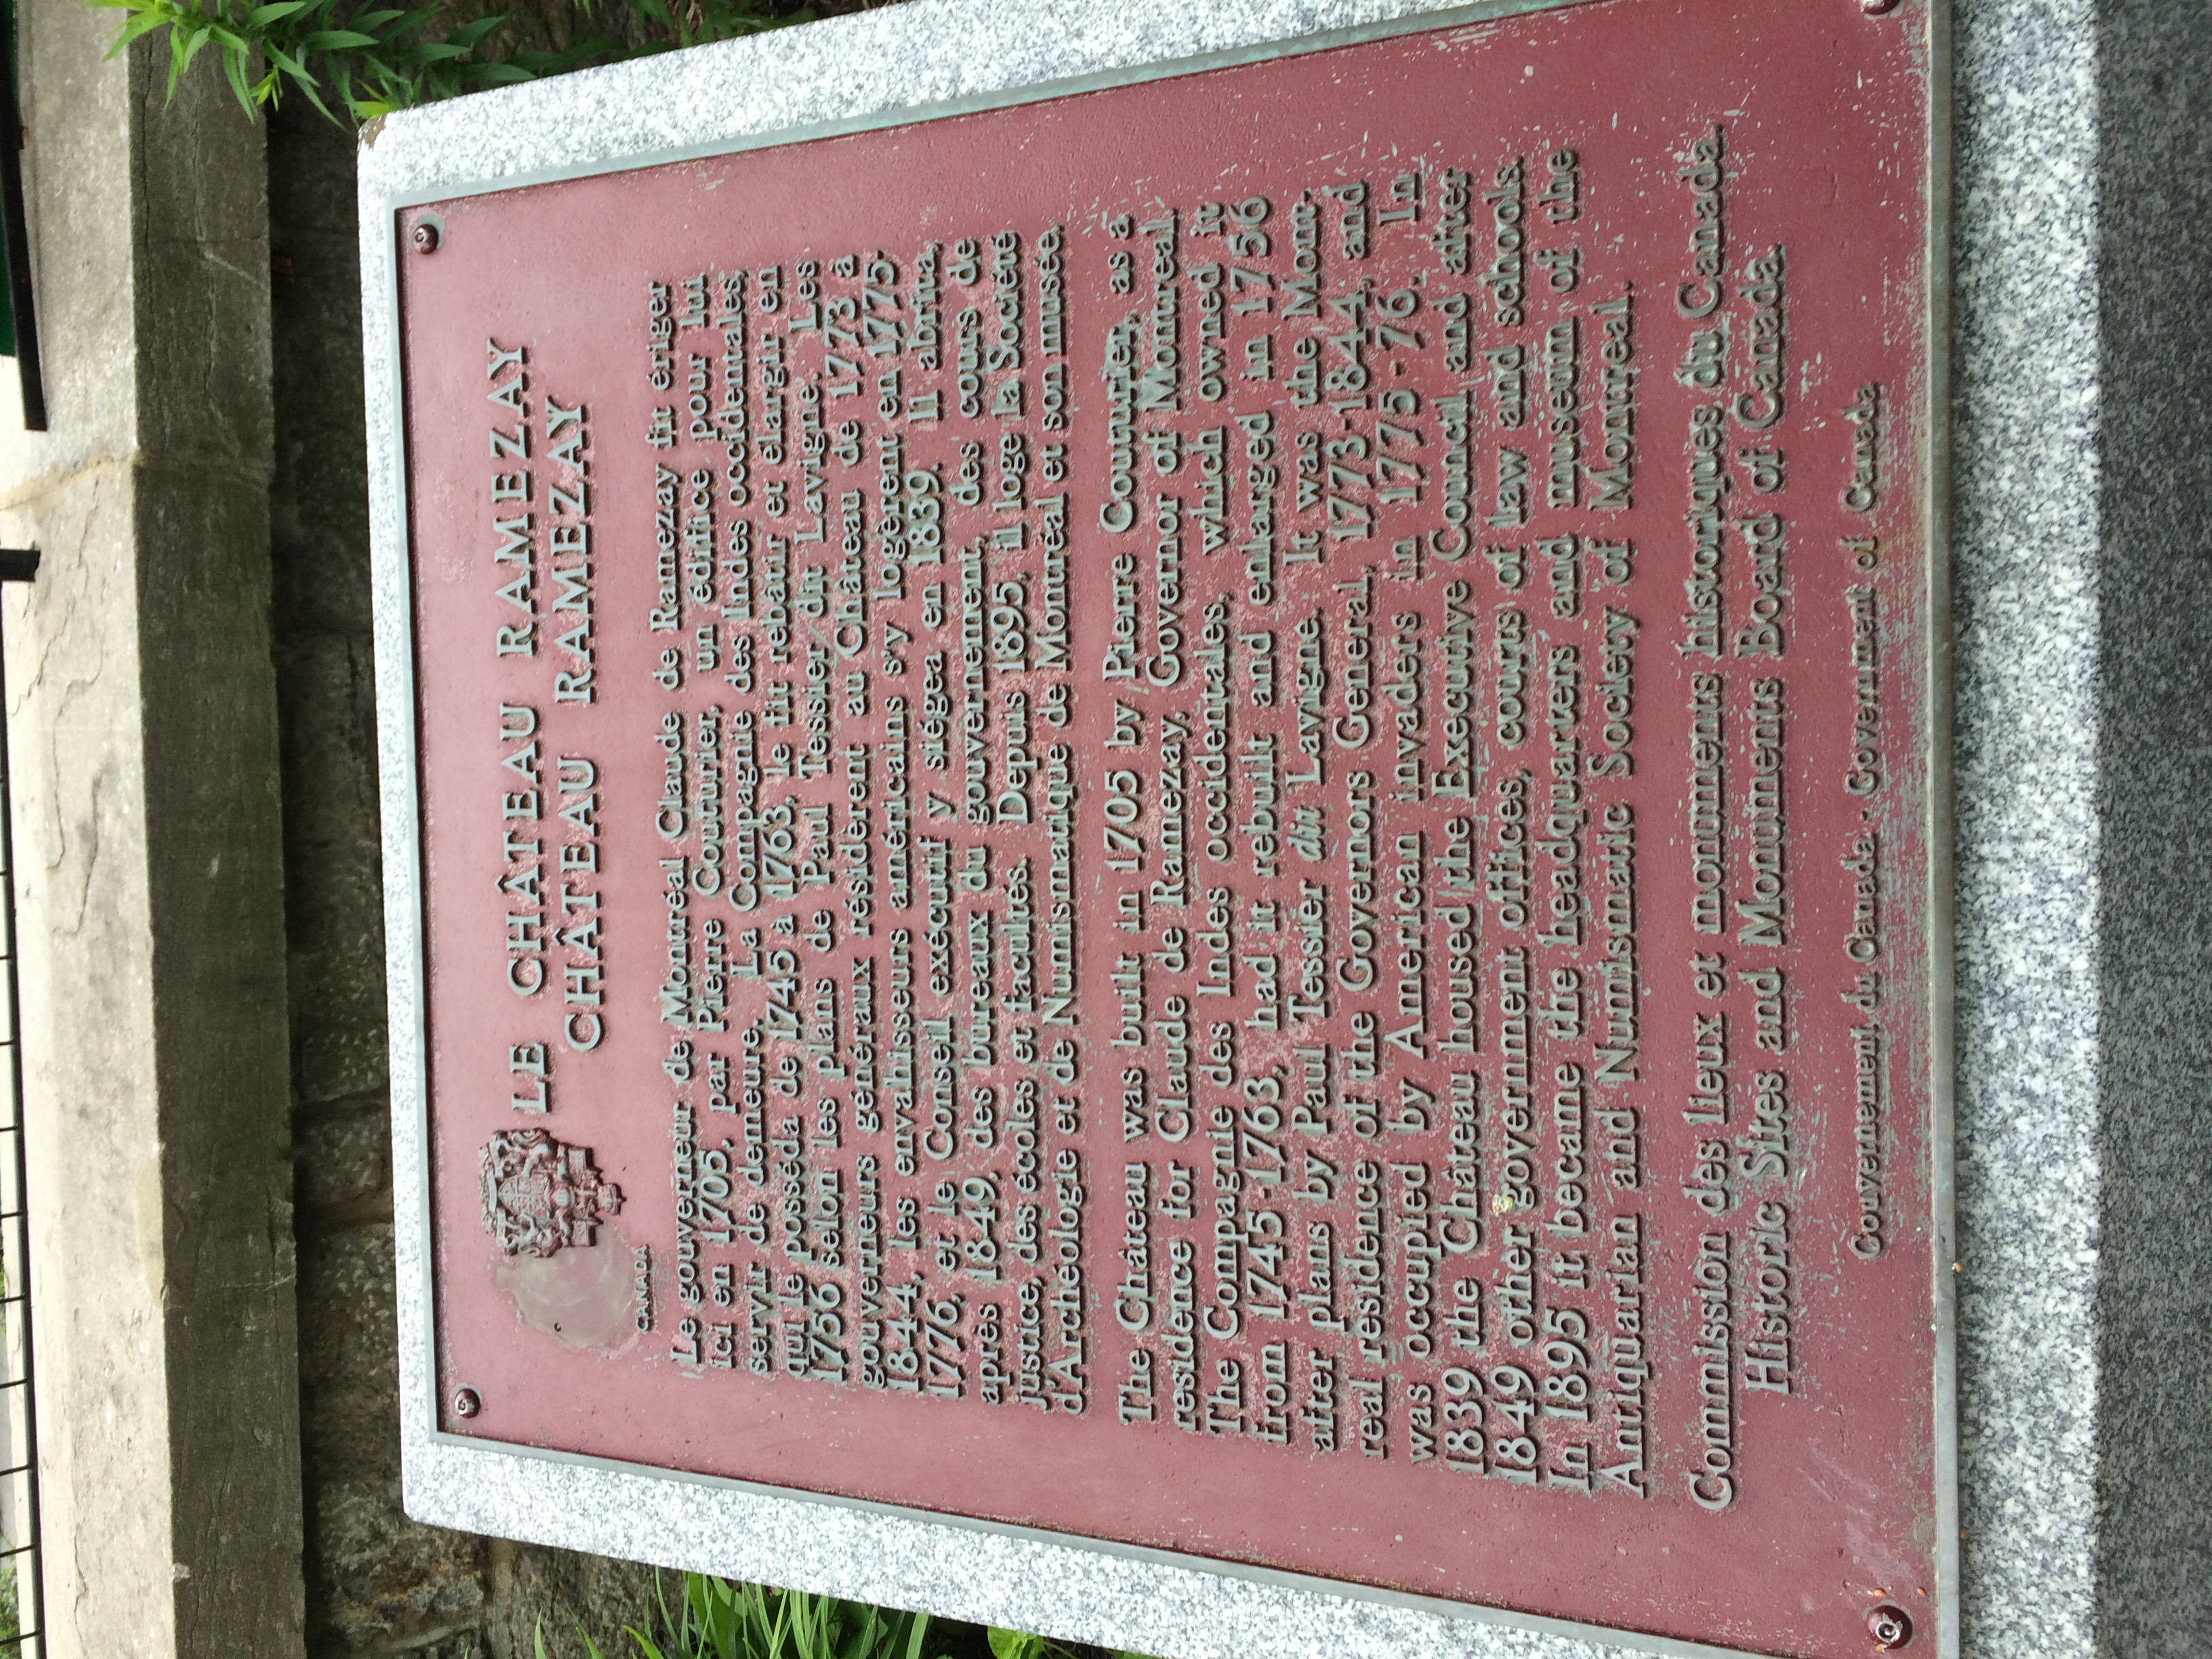 LE CHÂTEAU RAMEZAY
CHÂTEAU RAMEZAY
CANADA
Le gouverneur de Montréal Claude de Ramezay fit ériger
ici en 1705, par Pierre Couturier, un édifice pour lui
servir de demeure. La Compagnie des Indes occidentales,
qui le posséda de 1745 à 1763, le fit rebâtir et élargir en
1756 selon les plans de Paul Tessier dit Lavigne. Les
gouverneurs généraux résidèrent au Château de 1773 à
1844, les envahisseurs américains s'y logèrent en 1775-
1776, et le Conseil exécutif y siégea en 1839. Il abrita,
après 1849, des bureaux du gouvernement, des cours de
justice, des écoles et facultés. Depuis 1895, il loge la Société
d'Archéologie et de Numismatique de Montréal et son musée.
The Château was built in 1705 by Pierre Couturier, as a
residence for Claude de Ramezay, Governor of Montreal.
The Compagnie des Indes occidentales, which owned it
from 1745-1763, had it rebuilt and enlarged in 1756
after plans by Paul Tessier dit Lavigne. It was the Mont-
real residence of the Governors General, 1773-1844, and
was occupied by American invaders in 1775-76. In
1839 the Château housed the Executive Council and after
1849 other government offices, courts of law and schools.
In 1895 it became the headquarters and museum of the
Antiquarian and Numismatic Society of Montreal.
Commission des lieux et monuments historiques du Canada.
Historic Sites and Monuments Board of Canada.
Gouvernement du Canada - Government of Canada